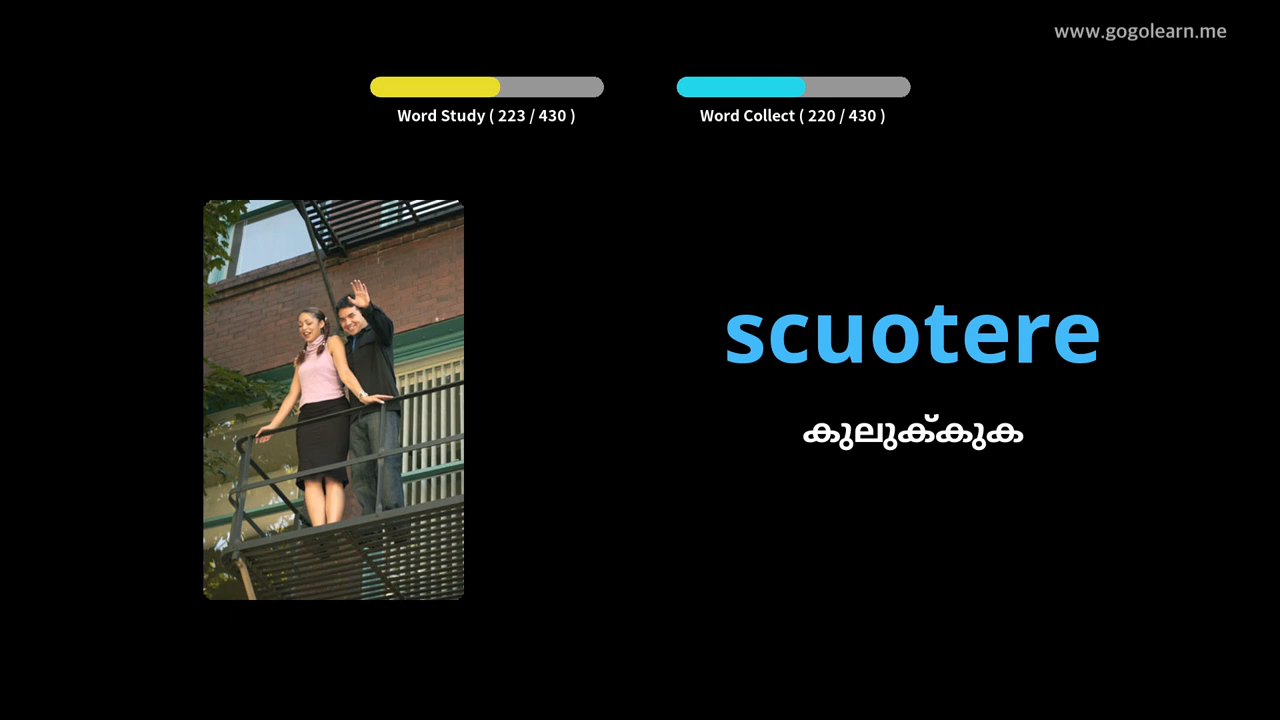 www.gogolearn.me
Word Study ( 223 / 430 )
Word Collect ( 220 / 430 )
scuotere
കുലുക്കുക